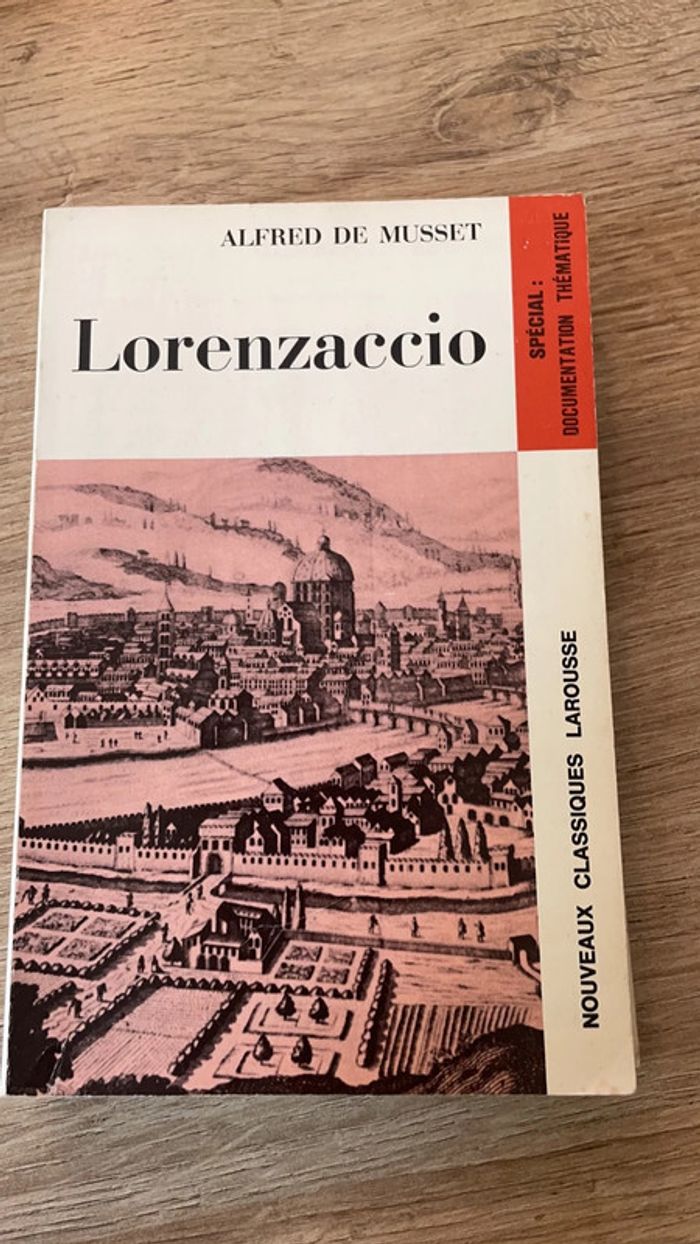 ALFRED DE MUSSET
Lorenzaccio
SPÉCIAL :
DOCUMENTATION THÉMATIQUE
NOUVEAUX CLASSIQUES LAROUSSE